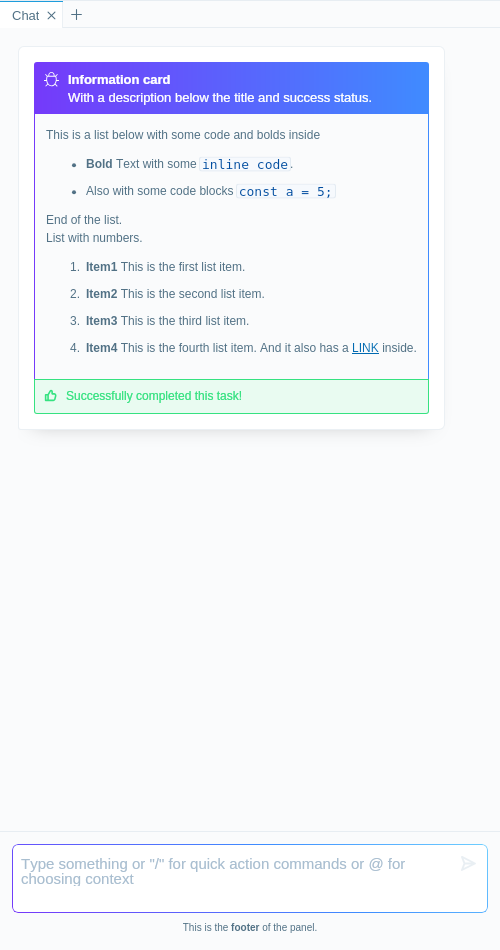 Chat
Information card
With a description below the title and success status.
This is a list below with some code and bolds inside
• Bold Text with some inline code.
• Also with some code blocks const a = 5;
End of the list.
List with numbers.
1. Item1 This is the first list item.
2. Item2 This is the second list item.
3. Item3 This is the third list item.
4. Item4 This is the fourth list item. And it also has a LINK inside.
Successfully completed this task!
Type something or "/" for quick action commands or @ for
choosing context
This is the footer of the panel.